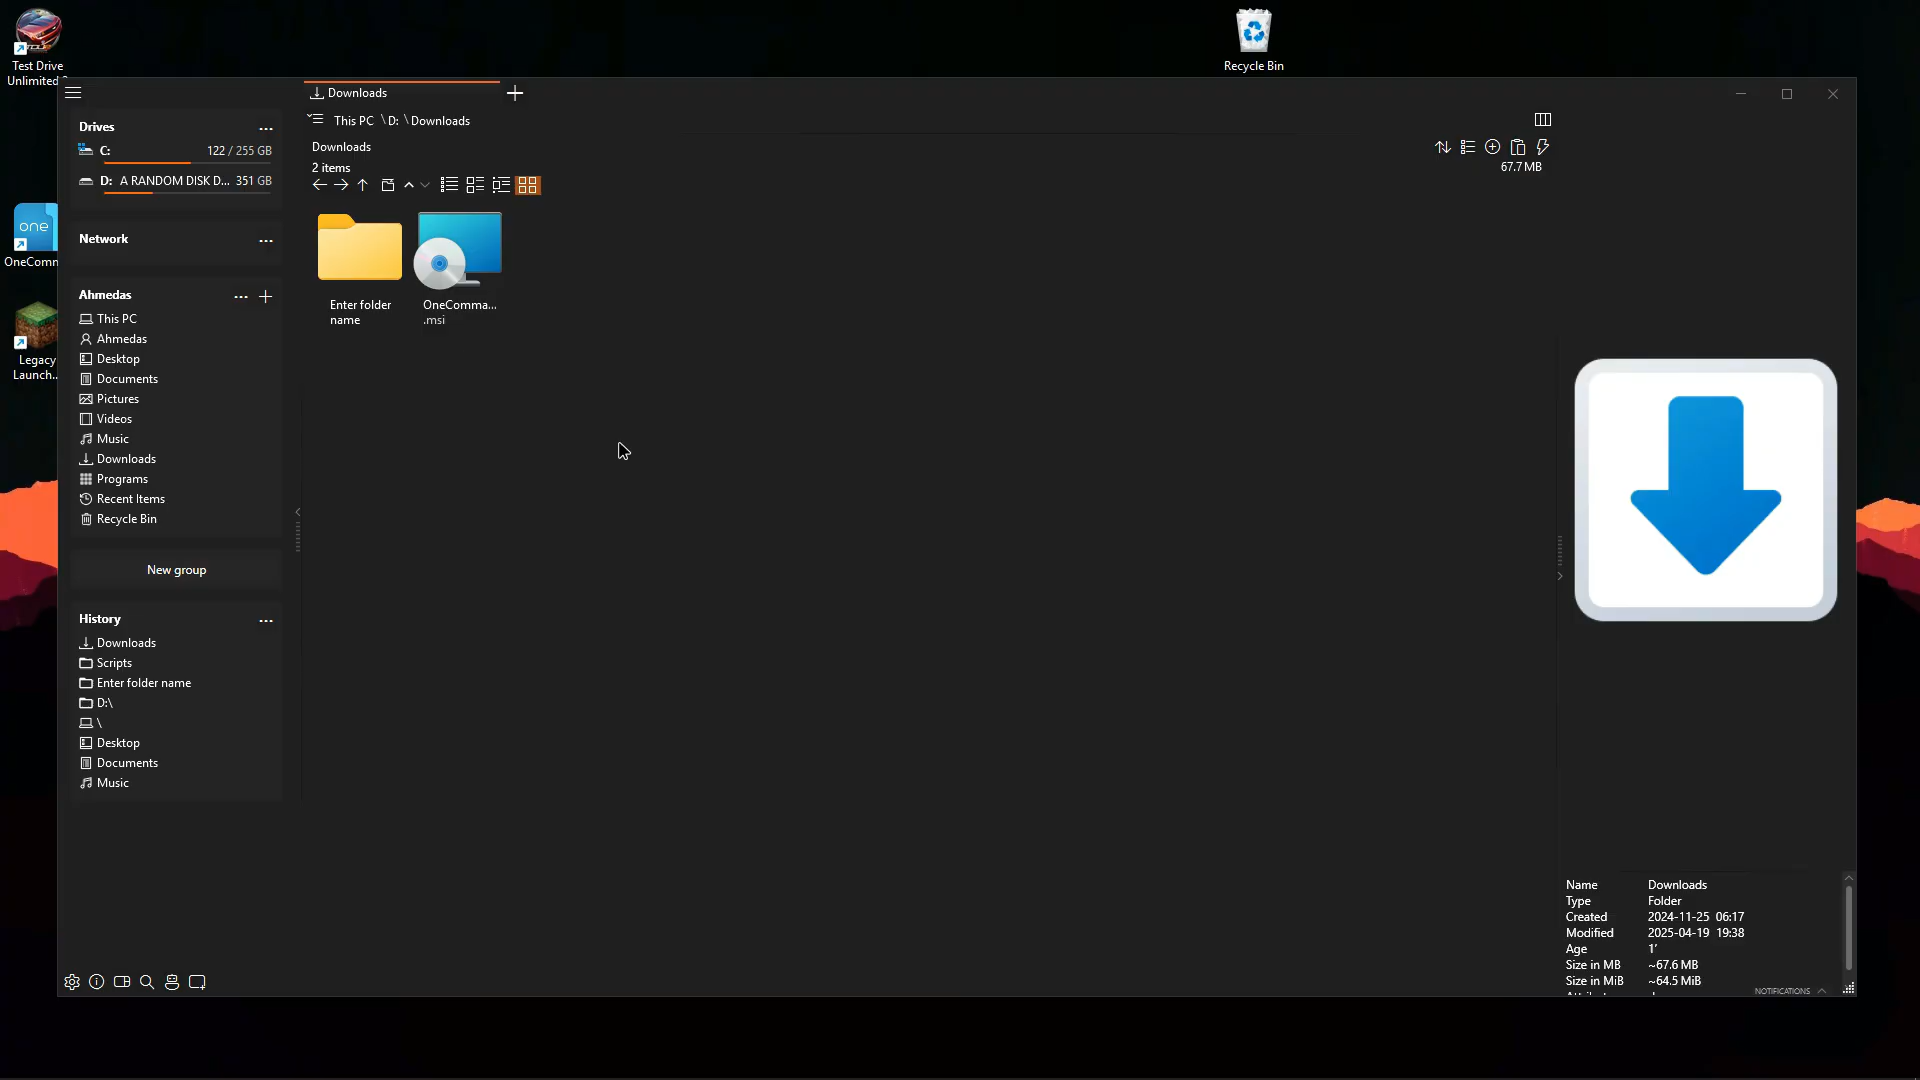 Test Drive
Unlimited 2
Recycle Bin
one
OneComm
Legacy
Launch...
Drives
C: 122 / 255 GB
D: A RANDOM DISK D... 351 GB
Network
Ahmedas
This PC
Ahmedas
Desktop
Documents
Pictures
Videos
Music
Downloads
Programs
Recent Items
Recycle Bin
New group
History
Downloads
Scripts
Enter folder name
D:\
\
Desktop
Documents
Music
Downloads
This PC \ D: \ Downloads
Downloads
2 items
67.7 MB
Enter folder
name
OneComma...
.msi
Name Downloads
Type Folder
Created 2024-11-25 06:17
Modified 2025-04-19 19:38
Age 1'
Size in MB ~67.6 MB
Size in MiB ~64.5 MiB
NOTIFICATIONS